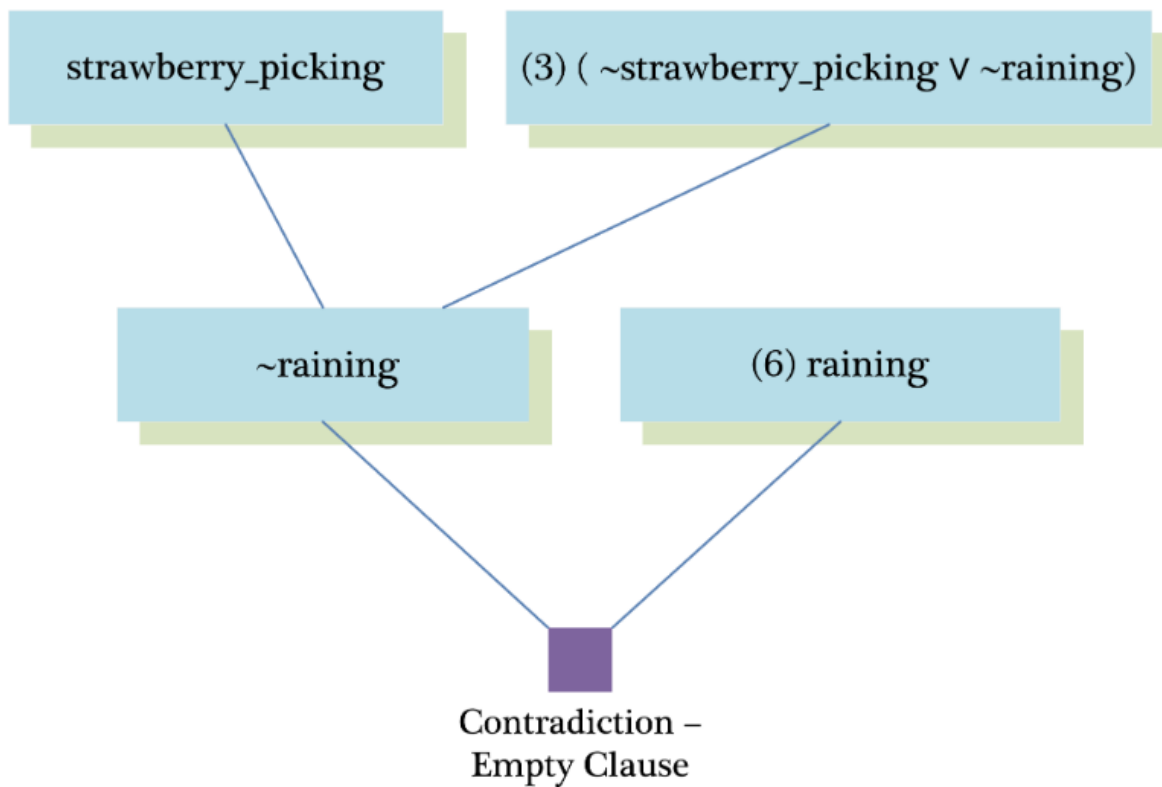 strawberry_picking
(3) ( ~strawberry_picking ∨ ~raining)
~raining
(6) raining
Contradiction –
Empty Clause